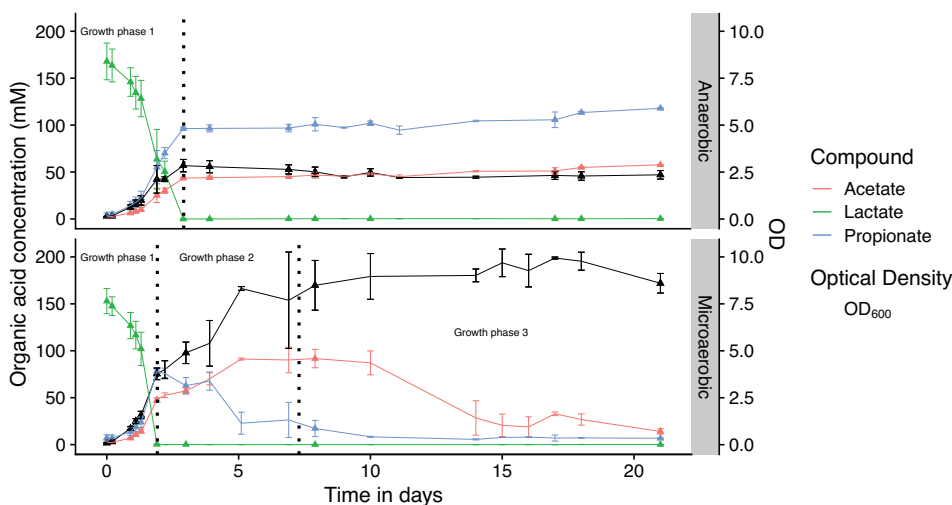 Organic acid concentration (mM)
200
150
100
50
0
Growth phase 1
10.0
7.5
5.0
2.5
0.0
Anaerobic
200
150
100
50
0
Growth phase 1
Growth phase 2
Growth phase 3
10.0
7.5
5.0
2.5
0.0
Microaerobic
OD
0
5
10
15
20
Time in days
Compound
Acetate
Lactate
Propionate
Optical Density
OD600